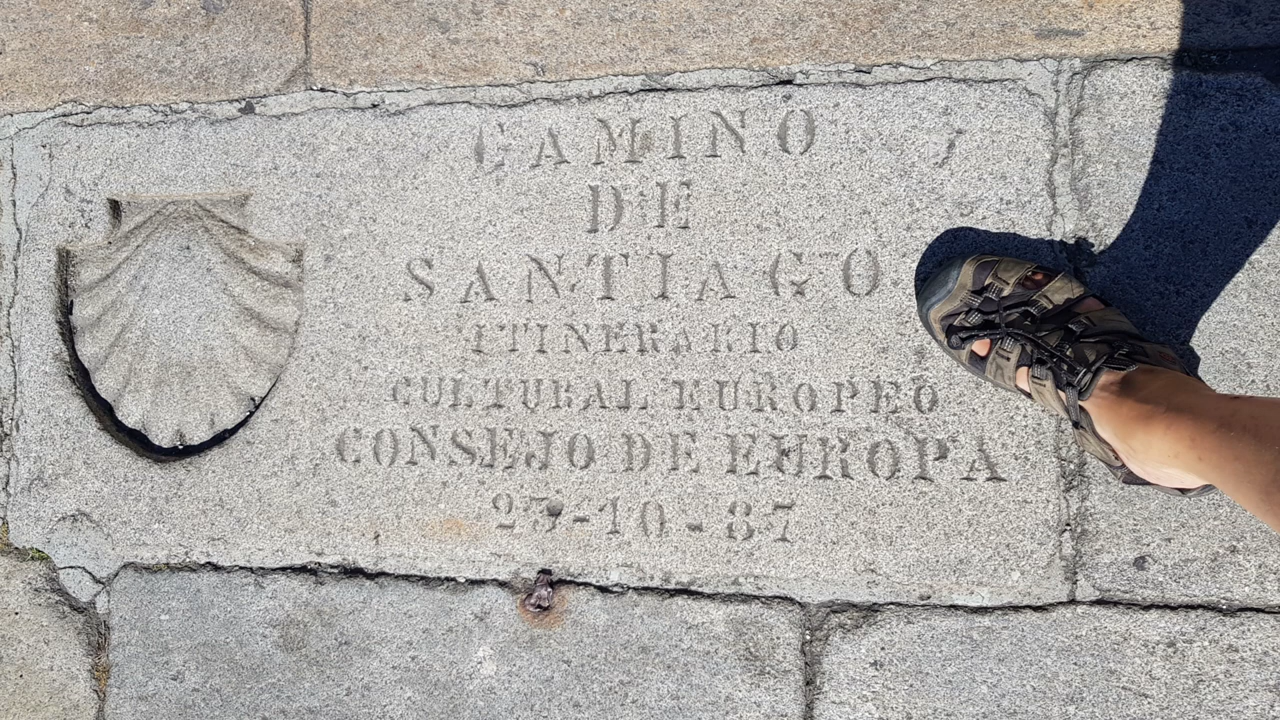 CAMINO
DE
SANTIAGO
ITINERARIO
CULTURAL EUROPEO
CONSEJO DE EUROPA
23-10-87